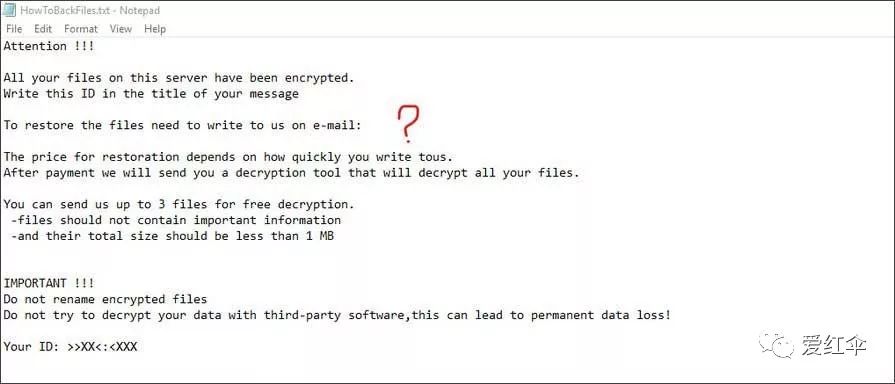 HowToBackFiles.txt - Notepad
File Edit Format View Help
Attention !!!
All your files on this server have been encrypted.
Write this ID in the title of your message
To restore the files need to write to us on e-mail: ?
The price for restoration depends on how quickly you write tous.
After payment we will send you a decryption tool that will decrypt all your files.
You can send us up to 3 files for free decryption.
-files should not contain important information
-and their total size should be less than 1 MB
IMPORTANT !!!
Do not rename encrypted files
Do not try to decrypt your data with third-party software,this can lead to permanent data loss!
Your ID: >>XX<:<XXX
爱红伞